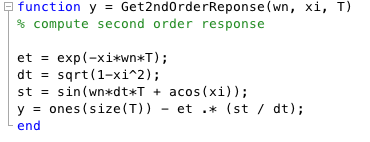 function y = Get2ndOrderReponse(wn, xi, T)
% compute second order response
et = exp(-xi*wn*T);
dt = sqrt(1-xi^2);
st = sin(wn*dt*T + acos(xi));
y = ones(size(T)) - et .* (st / dt);
end